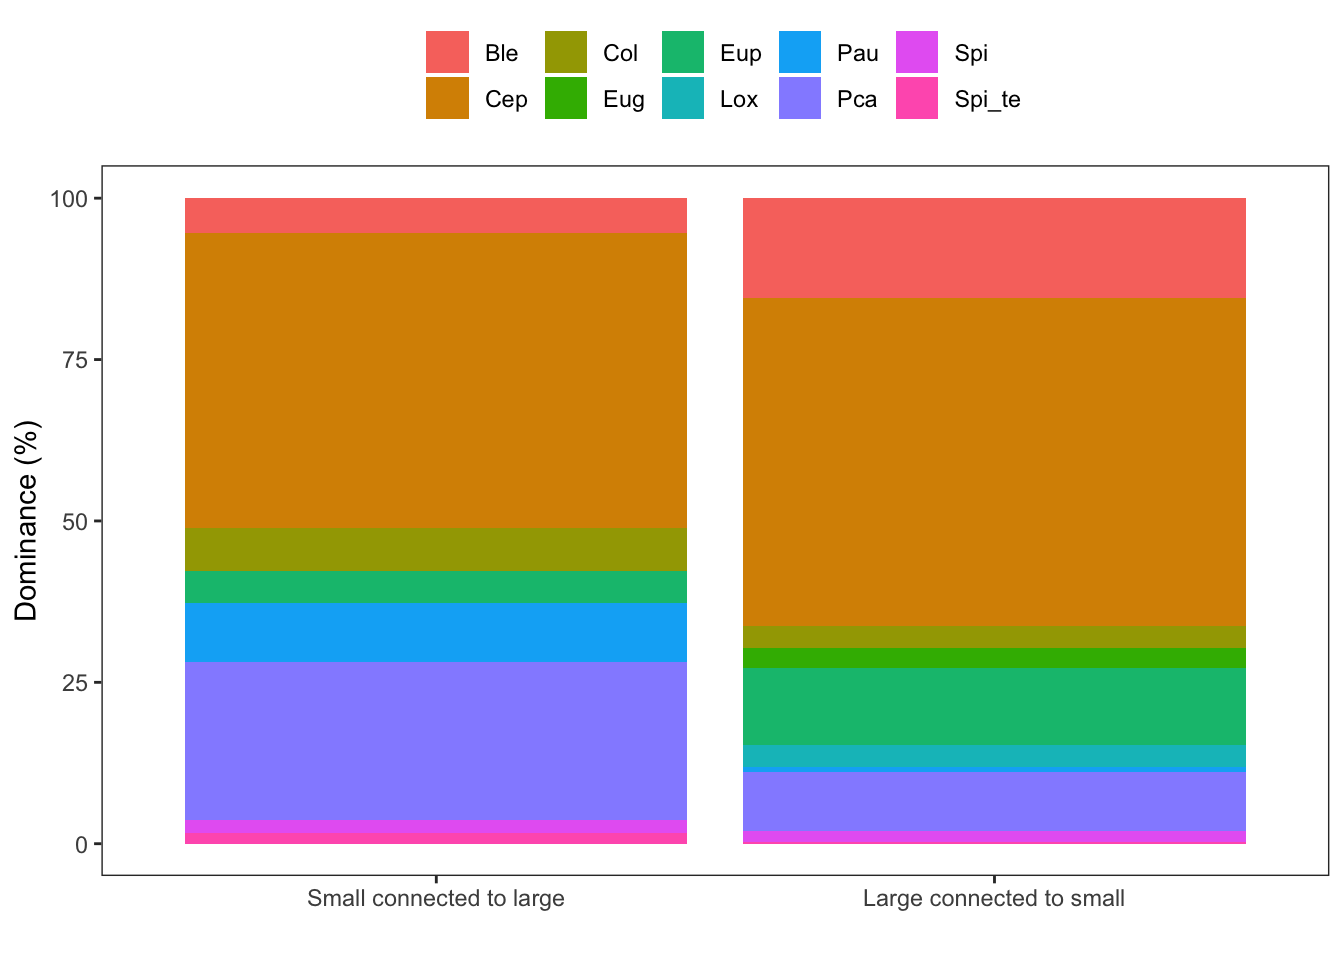 Ble Col Eup Pau Spi
Cep Eug Lox Pca Spi_te
Dominance (%)
100
75
50
25
0
Small connected to large Large connected to small